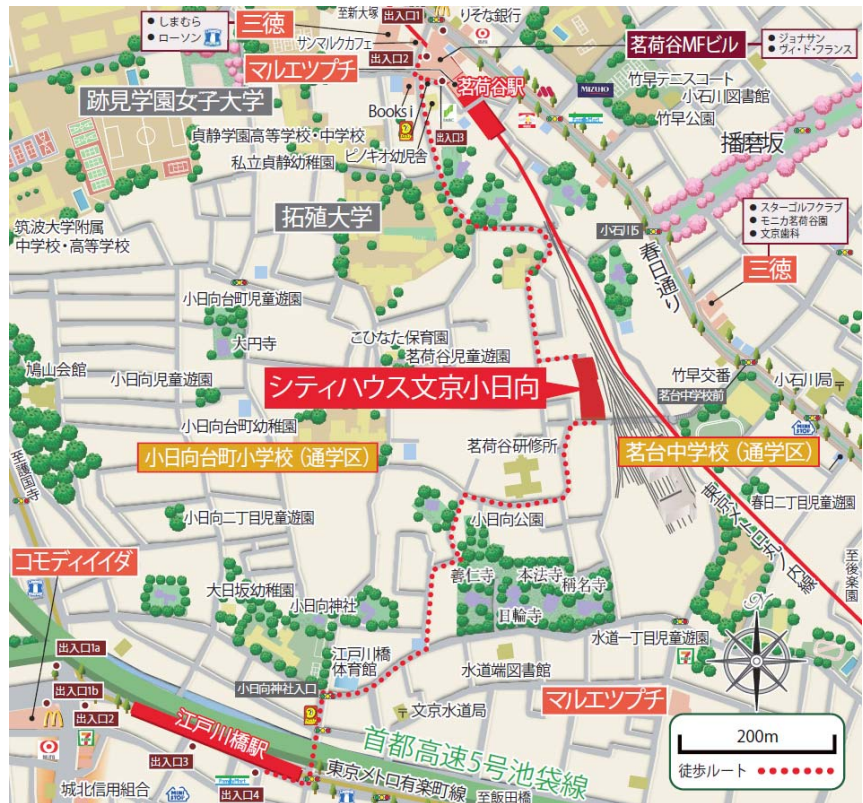 至新大塚
出入口1
りそな銀行
しまむら
ローソン
三徳
サンマルクカフェ
マルエツプチ
出入口2
茗荷谷駅
茗荷谷MFビル
ジョナサン
ヴィ・ド・フランス
跡見学園女子大学
Books i
出入口3
MIZUHO
FamilyMart
竹早テニスコート
小石川図書館
竹早公園
播磨坂
貞静学園高等学校・中学校
ピノキオ幼児舎
私立貞静幼稚園
拓殖大学
筑波大学附属
中学校・高等学校
小石川5
春日通り
スターゴルフクラブ
モニカ茗荷谷園
文京歯科
三徳
小日向台町児童遊園
大円寺
こひなた保育園
茗荷谷児童遊園
鳩山会館
小日向児童遊園
シティハウス文京小日向
竹早交番
茗台中学校前
小石川局
小日向台町幼稚園
小日向台町小学校（通学区）
茗荷谷研修所
茗台中学校（通学区）
MINI STOP
至護国寺
小日向二丁目児童遊園
小日向公園
東京メトロ丸ノ内線
春日二丁目児童遊園
至後楽園
コモディイイダ
大日坂幼稚園
小日向神社
善仁寺
本法寺
稱名寺
日輪寺
江戸川橋
体育館
水道一丁目児童遊園
水道端図書館
出入口1a
出入口1b
出入口2
小日向神社入口
文京水道局
マルエツプチ
江戸川橋駅
出入口3
出入口4
首都高速5号池袋線
東京メトロ有楽町線
至飯田橋
城北信用組合
FamilyMart
200m
徒歩ルート